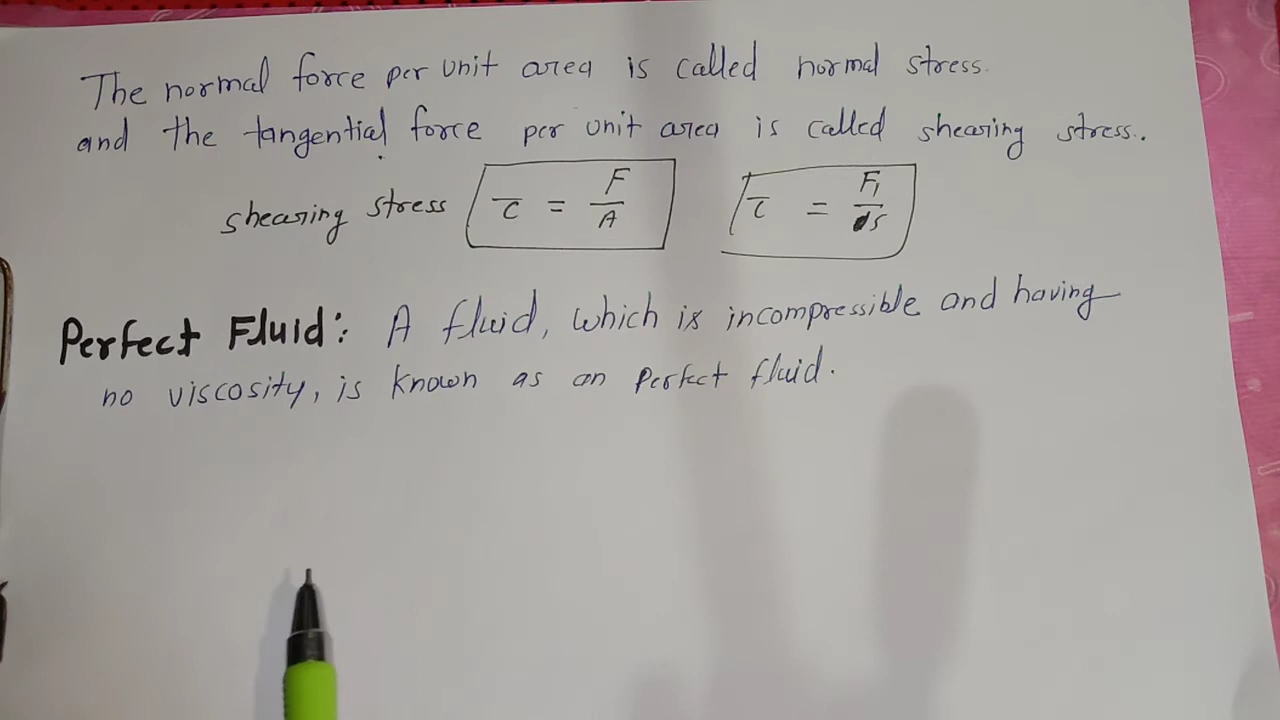 The normal force per unit area is called normal stress.
and the tangential force per unit area is called shearing stress.
shearing stress τ = F/A τ = F₁/ds
Perfect Fluid: A fluid, which is incompressible and having
no viscosity, is known as an perfect fluid.